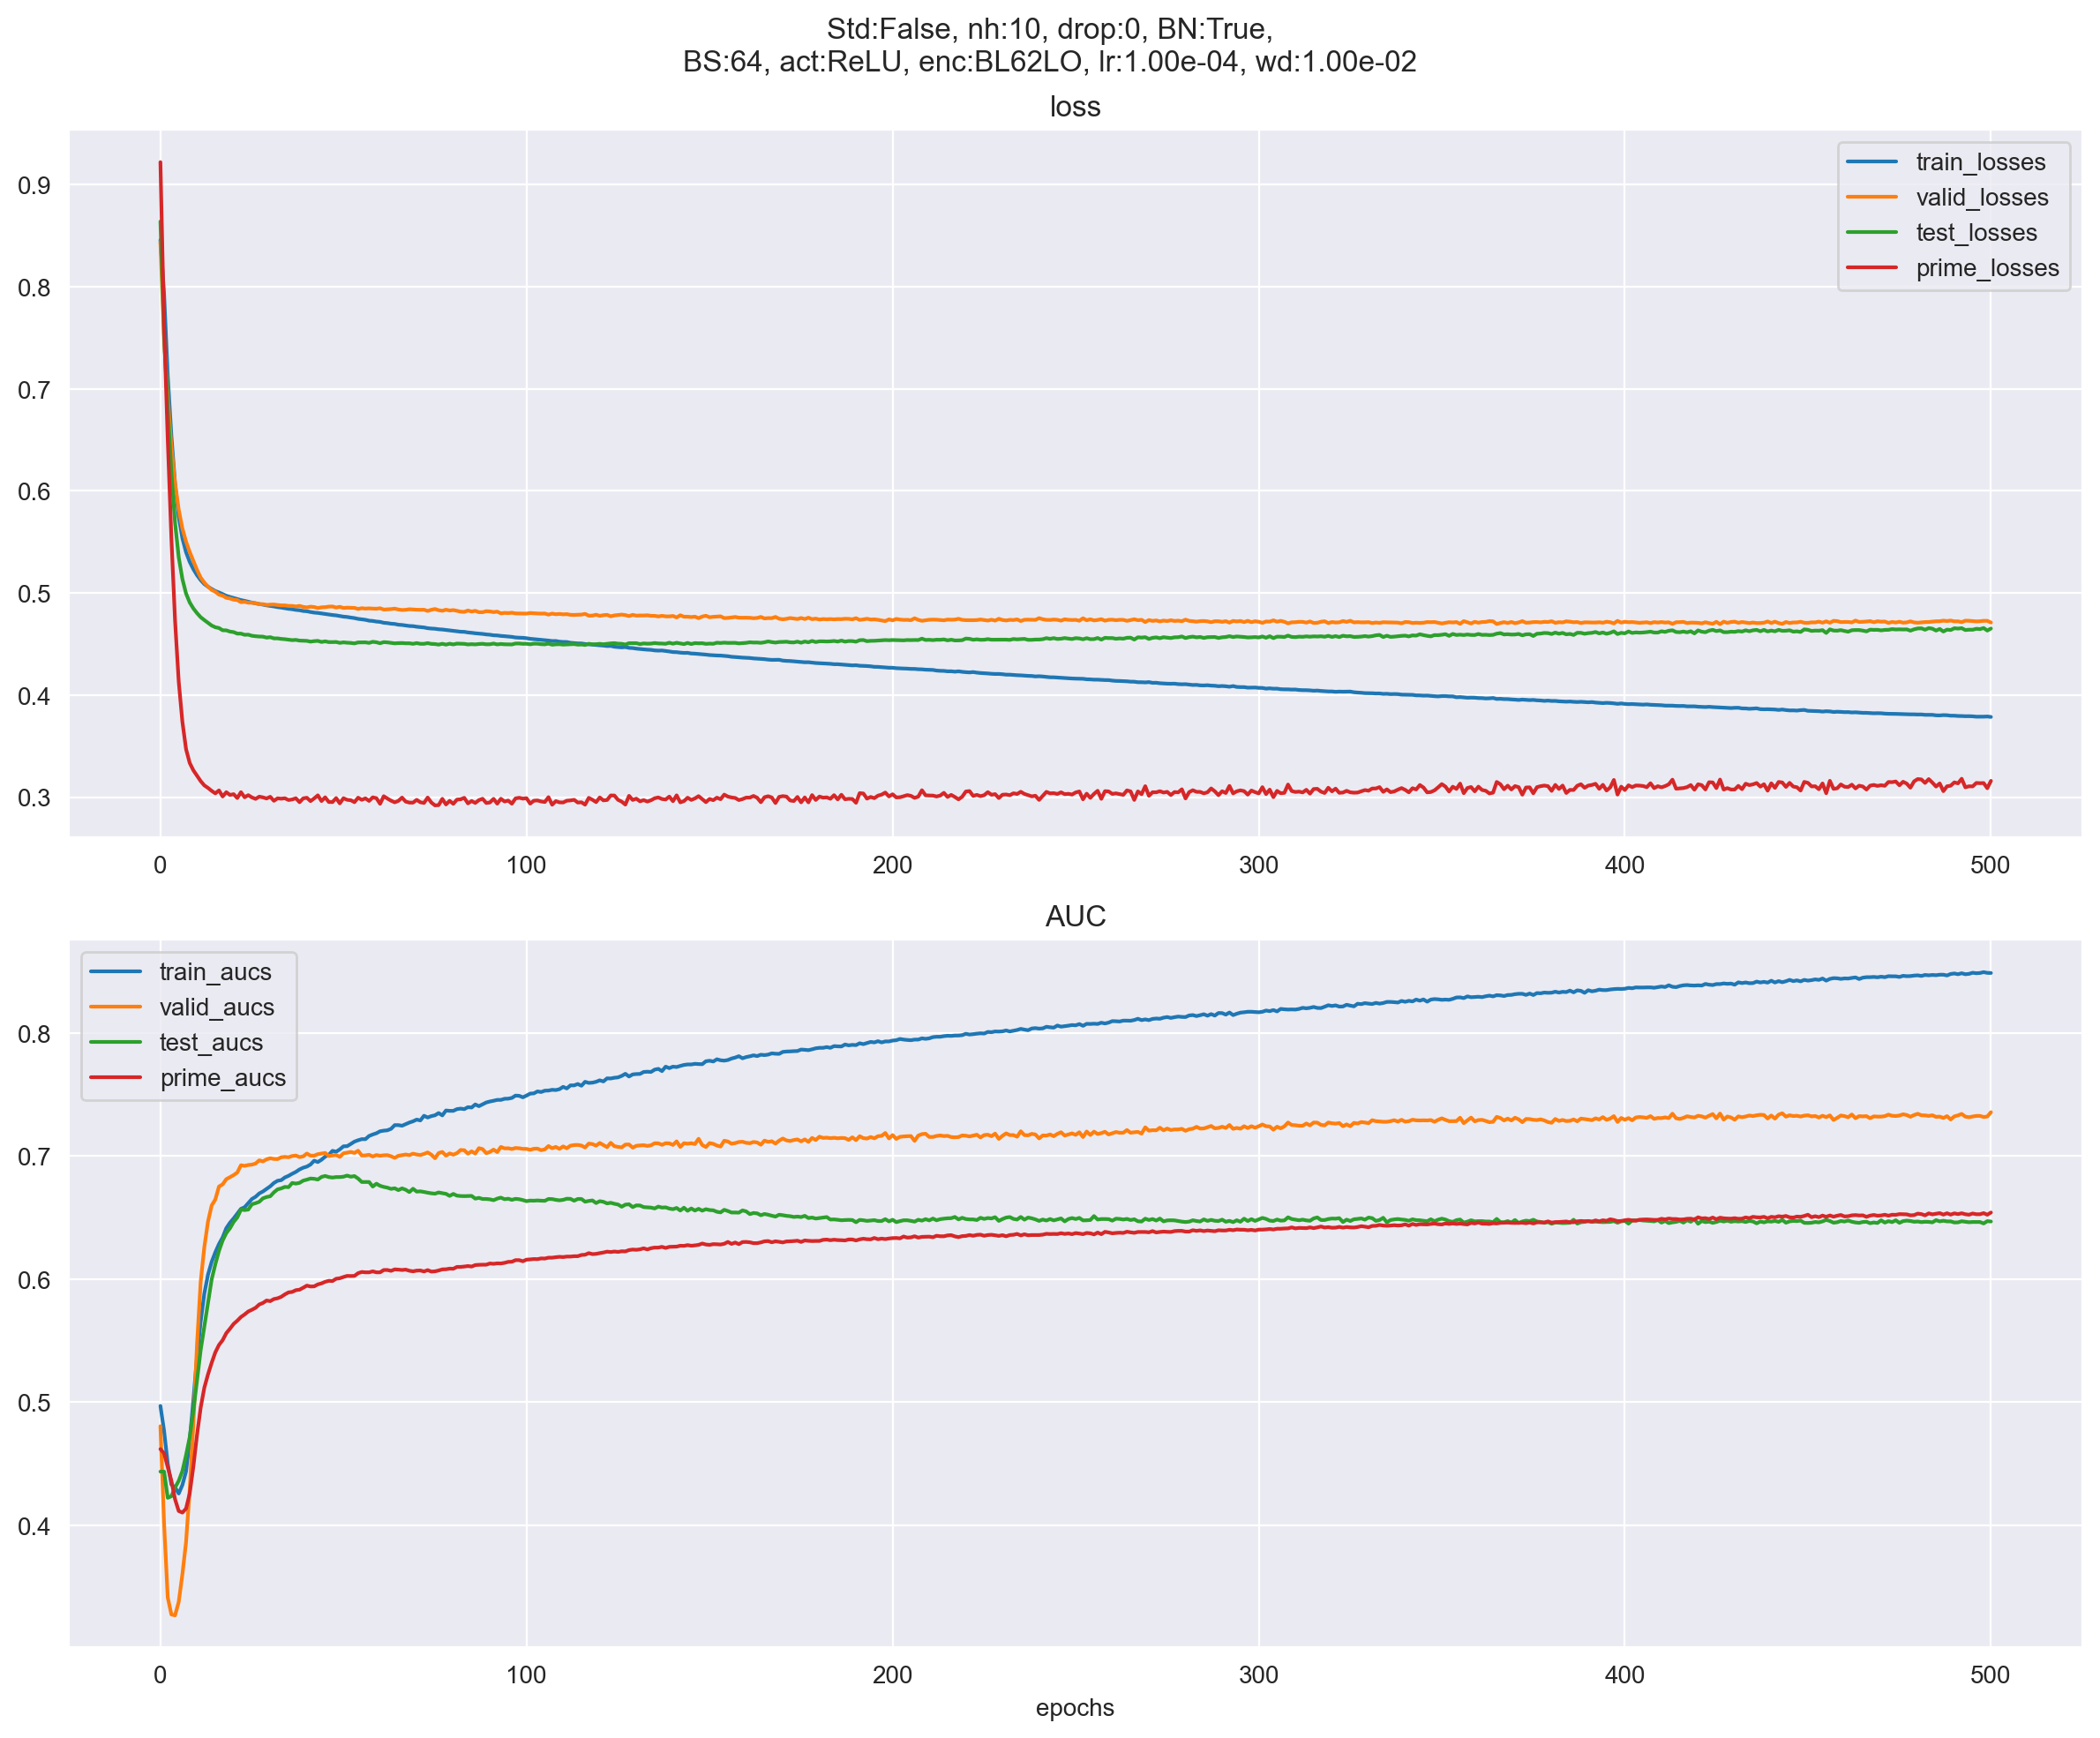 Std:False, nh:10, drop:0, BN:True,
BS:64, act:ReLU, enc:BL62LO, lr:1.00e-04, wd:1.00e-02
loss
train_losses
valid_losses
test_losses
prime_losses
0.9
0.8
0.7
0.6
0.5
0.4
0.3
0 100 200 300 400 500
AUC
train_aucs
valid_aucs
test_aucs
prime_aucs
0.8
0.7
0.6
0.5
0.4
0 100 200 300 400 500
epochs